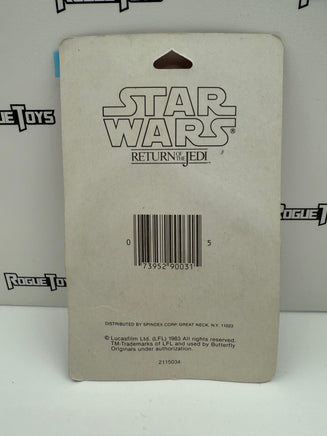 STAR
WARS®
RETURN OF THE JEDI
0 73952 90031 5
DISTRIBUTED BY SPINDEX CORP. GREAT NECK, N.Y. 11023
© Lucasfilm Ltd. (LFL) 1983 All rights reserved.
TM-Trademarks of LFL and used by Butterfly
Originals under authorization.
2115034
ROGUE TOYS
ROGUE TOYS
ROGUE TOYS